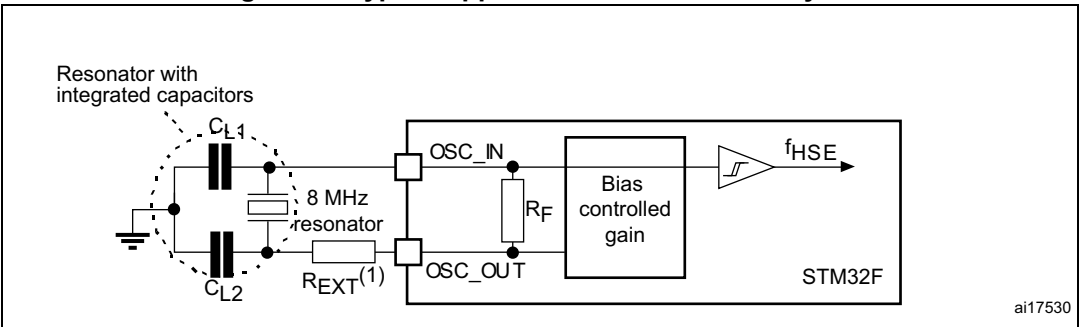 Resonator with
integrated capacitors
CL1
OSC_IN
fHSE
8 MHz
resonator
RF
Bias
controlled
gain
OSC_OUT
STM32F
REXT(1)
CL2
ai17530